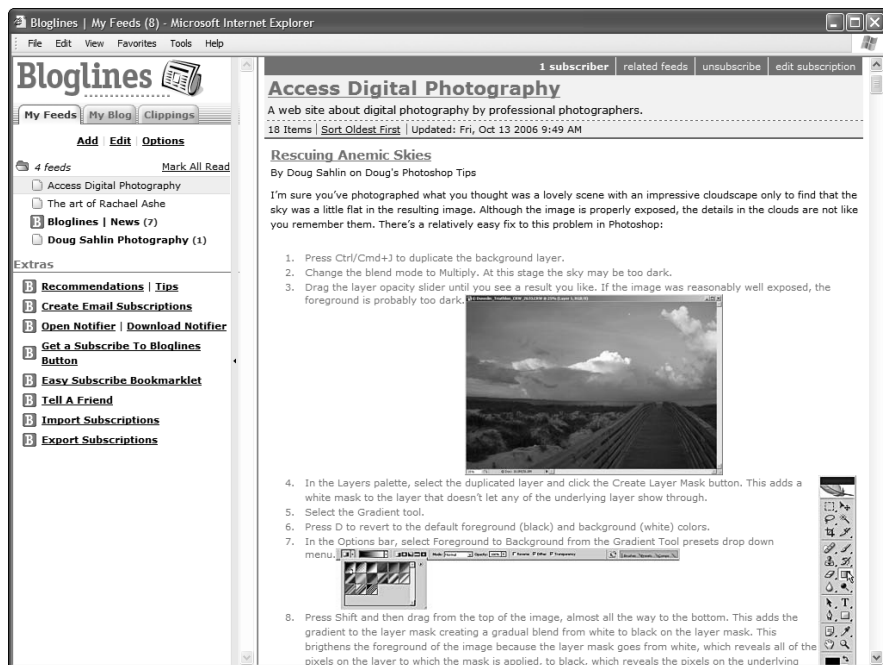 Bloglines | My Feeds (8) - Microsoft Internet Explorer
File Edit View Favorites Tools Help
Bloglines
My Feeds My Blog Clippings
Add | Edit | Options
4 feeds Mark All Read
Access Digital Photography
The art of Rachael Ashe
Bloglines | News (7)
Doug Sahlin Photography (1)
Extras
Recommendations | Tips
Create Email Subscriptions
Open Notifier | Download Notifier
Get a Subscribe To Bloglines
Button
Easy Subscribe Bookmarklet
Tell A Friend
Import Subscriptions
Export Subscriptions
1 subscriber | related feeds | unsubscribe | edit subscription
Access Digital Photography
A web site about digital photography by professional photographers.
18 Items | Sort Oldest First | Updated: Fri, Oct 13 2006 9:49 AM
Rescuing Anemic Skies
By Doug Sahlin on Doug's Photoshop Tips
I'm sure you've photographed what you thought was a lovely scene with an impressive cloudscape only to find that the
sky was a little flat in the resulting image. Although the image is properly exposed, the details in the clouds are not like
you remember them. There's a relatively easy fix to this problem in Photoshop:
1. Press Ctrl/Cmd+J to duplicate the background layer.
2. Change the blend mode to Multiply. At this stage the sky may be too dark.
3. Drag the layer opacity slider until you see a result you like. If the image was reasonably well exposed, the
foreground is probably too dark.
4. In the Layers palette, select the duplicated layer and click the Create Layer Mask button. This adds a
white mask to the layer that doesn't let any of the underlying layer show through.
5. Select the Gradient tool.
6. Press D to revert to the default foreground (black) and background (white) colors.
7. In the Options bar, select Foreground to Background from the Gradient Tool presets drop down
menu.
8. Press Shift and then drag from the top of the image, almost all the way to the bottom. This adds the
gradient to the layer mask creating a gradual blend from white to black on the layer mask. This
brigthens the foreground of the image because the layer mask goes from white, which reveals all of the
pixels on the layer to which the mask is applied, to black, which reveals the pixels on the underlying